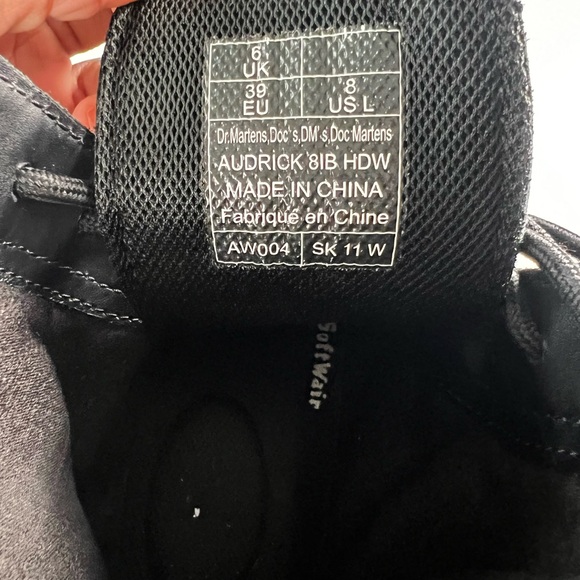 6
UK
39
EU
8
US L
Dr.Martens,Doc's,DM's,Doc Martens
AUDRICK 8IB HDW
MADE IN CHINA
Fabriqué en Chine
AW004
SK 11 W
SoftWair